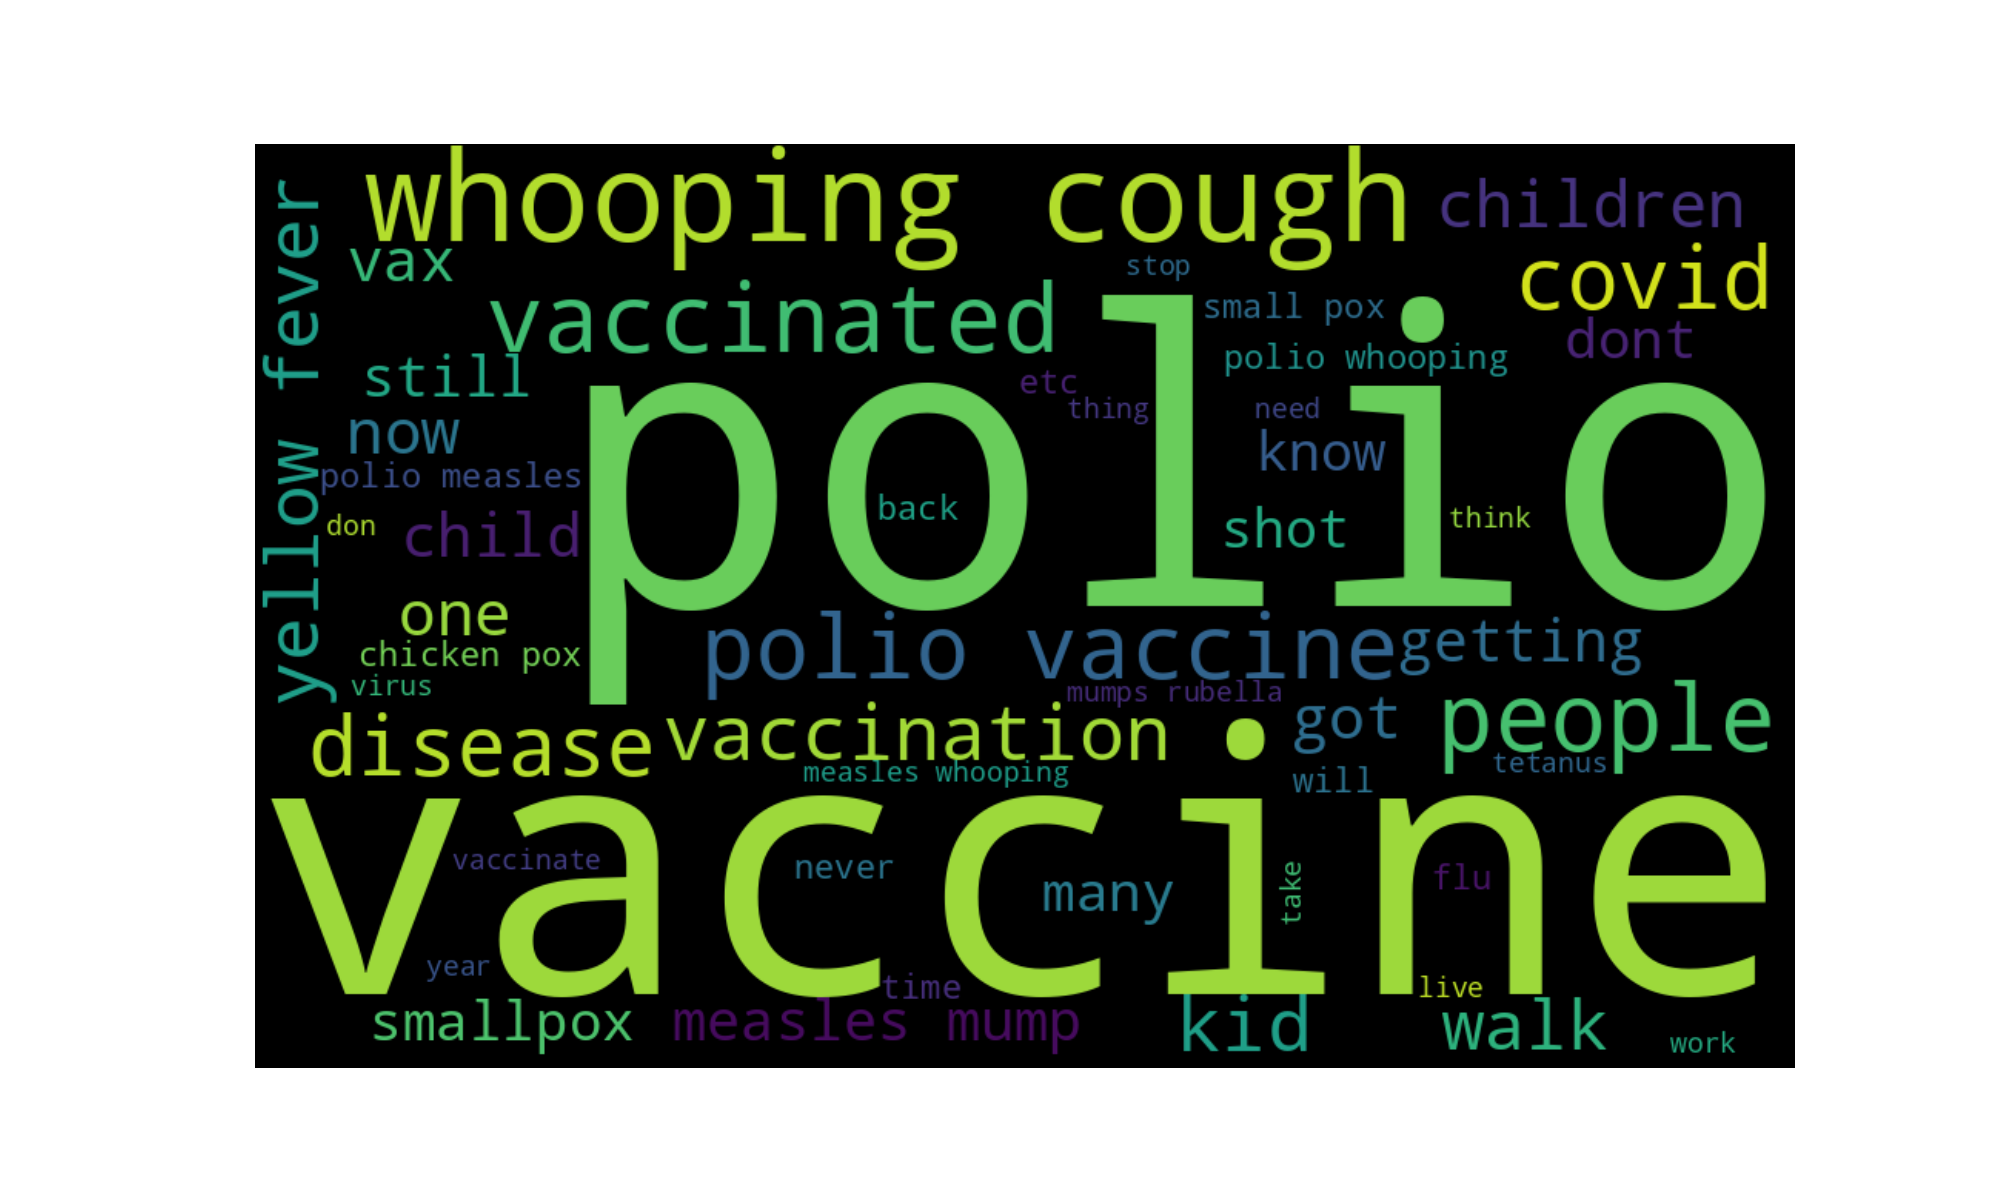 whooping cough
children
yellow fever
vax
stop
covid
vaccinated
small pox
dont
polio whooping
still
etc
thing
need
now
know
polio
polio measles
back
think
don
child
shot
one
polio vaccine
getting
chicken pox
virus
mumps rubella
got
people
disease
vaccination
measles whooping
will
tetanus
vaccine
vaccinate
never
many
take
flu
year
time
live
smallpox
measles mump
kid
walk
work